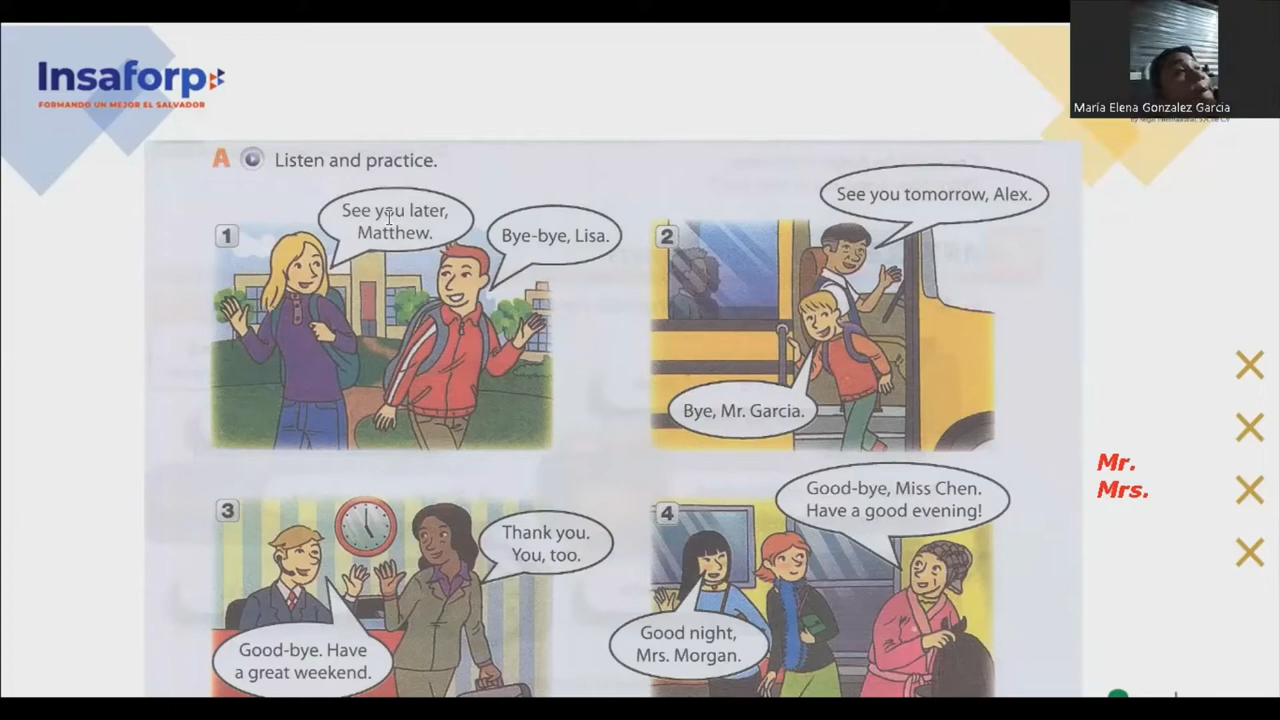 Insaforp
FORMANDO UN MEJOR EL SALVADOR
María Elena Gonzalez Garcia
A Listen and practice.
1
See you later,
Matthew.
Bye-bye, Lisa.
2
See you tomorrow, Alex.
Bye, Mr. Garcia.
Mr.
Mrs.
3
Thank you.
You, too.
Good-bye. Have
a great weekend.
4
Good-bye, Miss Chen.
Have a good evening!
Good night,
Mrs. Morgan.